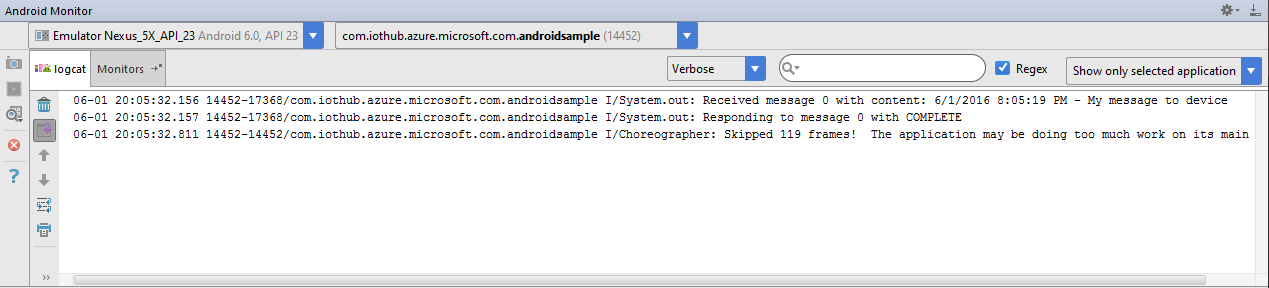 Android Monitor
Emulator Nexus_5X_API_23 Android 6.0, API 23 com.iothub.azure.microsoft.com.androidsample (14452)
logcat Monitors Verbose Regex Show only selected application
06-01 20:05:32.156 14452-17368/com.iothub.azure.microsoft.com.androidsample I/System.out: Received message 0 with content: 6/1/2016 8:05:19 PM - My message to device
06-01 20:05:32.157 14452-17368/com.iothub.azure.microsoft.com.androidsample I/System.out: Responding to message 0 with COMPLETE
06-01 20:05:32.811 14452-14452/com.iothub.azure.microsoft.com.androidsample I/Choreographer: Skipped 119 frames!  The application may be doing too much work on its main